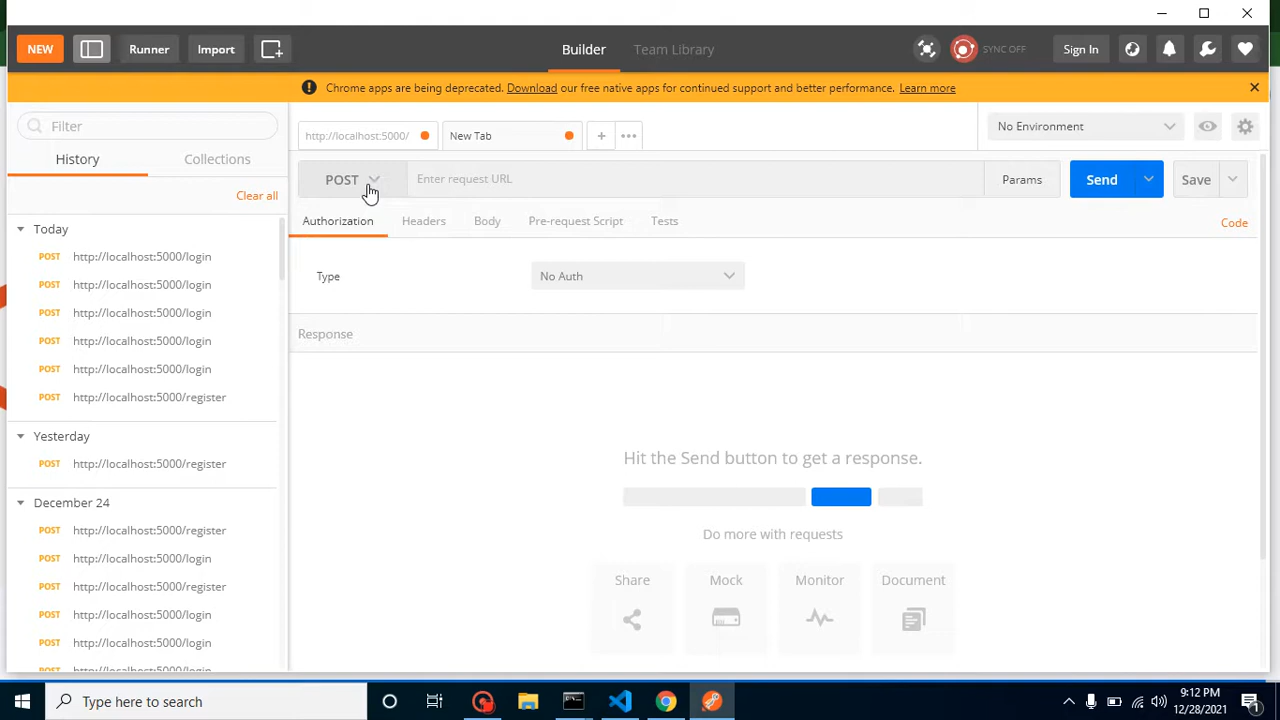 NEW
Runner
Import
Builder
Team Library
SYNC OFF
Sign In
Chrome apps are being deprecated. Download our free native apps for continued support and better performance. Learn more
Filter
History
Collections
Clear all
Today
POST http://localhost:5000/login
POST http://localhost:5000/login
POST http://localhost:5000/login
POST http://localhost:5000/login
POST http://localhost:5000/login
POST http://localhost:5000/register
Yesterday
POST http://localhost:5000/register
December 24
POST http://localhost:5000/register
POST http://localhost:5000/login
POST http://localhost:5000/register
POST http://localhost:5000/login
POST http://localhost:5000/login
POST http://localhost:5000/login
http://localhost:5000/
New Tab
No Environment
POST
Enter request URL
Params
Send
Save
Authorization
Headers
Body
Pre-request Script
Tests
Code
Type
No Auth
Response
Hit the Send button to get a response.
Do more with requests
Share
Mock
Monitor
Document
Type here to search
9:12 PM
12/28/2021
1